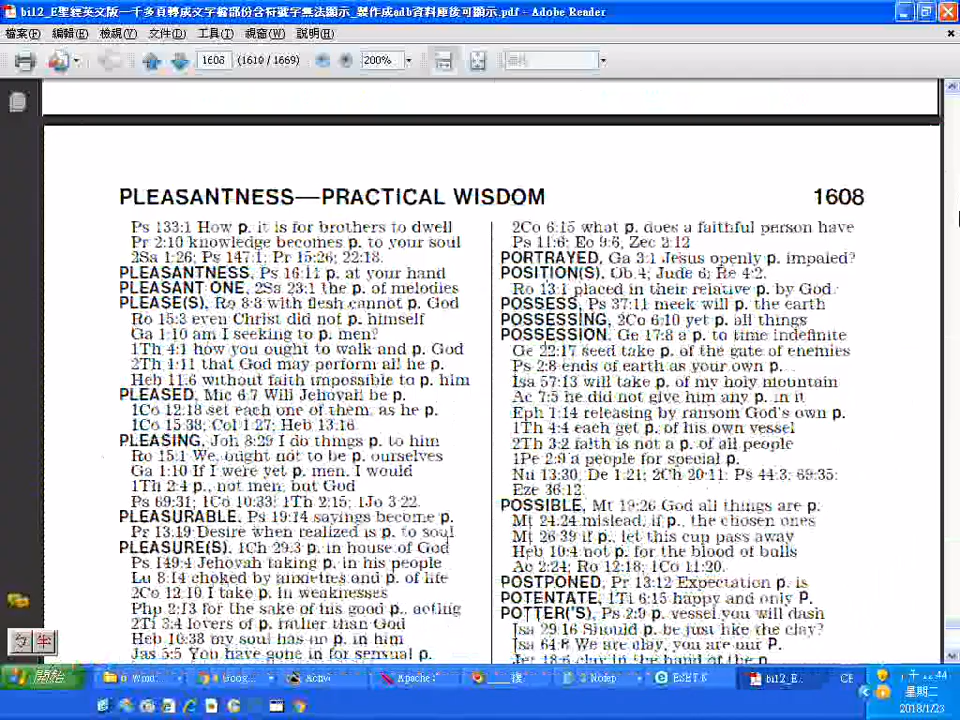 bi12_E聖經英文版一千多頁轉成文字檔部份含符號字無法顯示_製作成adb資料庫後可顯示.pdf - Adobe Reader
檔案(F) 編輯(E) 檢視(V) 文件(D) 工具(T) 視窗(W) 說明(H)
1608 (1610 / 1669) 200%
PLEASANTNESS—PRACTICAL WISDOM 1608
Ps 133:1 How p. it is for brothers to dwell
Pr 2:10 knowledge becomes p. to your soul
2Sa 1:26; Ps 147:1; Pr 15:26; 22:18.
PLEASANTNESS, Ps 16:11 p. at your hand
PLEASANT ONE, 2Sa 23:1 the p. of melodies
PLEASE(S), Ro 8:8 with flesh cannot p. God
Ro 15:3 even Christ did not p. himself
Ga 1:10 am I seeking to p. men?
1Th 4:1 how you ought to walk and p. God
2Th 1:11 that God may perform all he p.
Heb 11:6 without faith impossible to p. him
PLEASED, Mic 6:7 Will Jehovah be p.
1Co 12:18 set each one of them, as he p.
1Co 15:38; Col 1:27; Heb 13:16
PLEASING, Joh 8:29 I do things p. to him
Ro 15:1 We. ought not to be p. ourselves
Ga 1:10 If I were yet p. men, I would
1Th 2:4 p., not men, but God
Ps 69:31; 1Co 10:33; 1Th 2:15; 1Jo 3:22.
PLEASURABLE, Ps 19:14 sayings become p.
Pr 13:19 Desire when realized is p. to soul
PLEASURE(S), 1Ch 29:3 p. in house of God
Ps 149:4 Jehovah taking p. in his people
Lu 8:14 choked by anxieties and p. of life
2Co 12:10 I take p. in weaknesses
Php 2:13 for the sake of his good p., acting
2Ti 3:4 lovers of p. rather than God
Heb 10:38 my soul has no p. in him
Jas 5:5 You have gone in for sensual p.
2Co 6:15 what p. does a faithful person have
Ps 11:6; Ec 9:6, Zec 2:12
PORTRAYED, Ga 3:1 Jesus openly p. impaled?
POSITION(S), Ob 4; Jude 6; Re 4:2.
Ro 13:1 placed in their relative p. by God.
POSSESS, Ps 37:11 meek will p. the earth
POSSESSING, 2Co 6:10 yet p. all things
POSSESSION, Ge 17:8 a p. to time indefinite
Ge 22:17 seed take p. of the gate of enemies
Ps 2:8 ends of earth as your own p.
Isa 57:13 will take p. of my holy mountain
Ac 7:5 he did not give him any p. in it
Eph 1:14 releasing by ransom God's own p.
1Th 4:4 each get p. of his own vessel
2Th 3:2 faith is not a p. of all people
1Pe 2:9 a people for special p.
Nu 13:30, De 1:21; 2Ch 20:11; Ps 44:3; 69:35;
Eze 36:12.
POSSIBLE, Mt 19:26 God all things are p.
Mt 24:24 mislead, if p., the chosen ones
Mt 26:39 if p., let this cup pass away
Heb 10:4 not p. for the blood of bulls
Ac 2:24; Ro 12:18; 1Co 11:20.
POSTPONED, Pr 13:12 Expectation p. is
POTENTATE, 1Ti 6:15 happy and only P.
POTTER('S), Ps 2:9 p. vessel you will dash
Isa 29:16 Should p. be just like the clay?
Isa 64:8 We are clay, you are our P.
Jer 18:6 clay in the hand of the p.
ㄅ 半
開始 Goog... Apache bi12_E... CH
星期二
2018/1/23